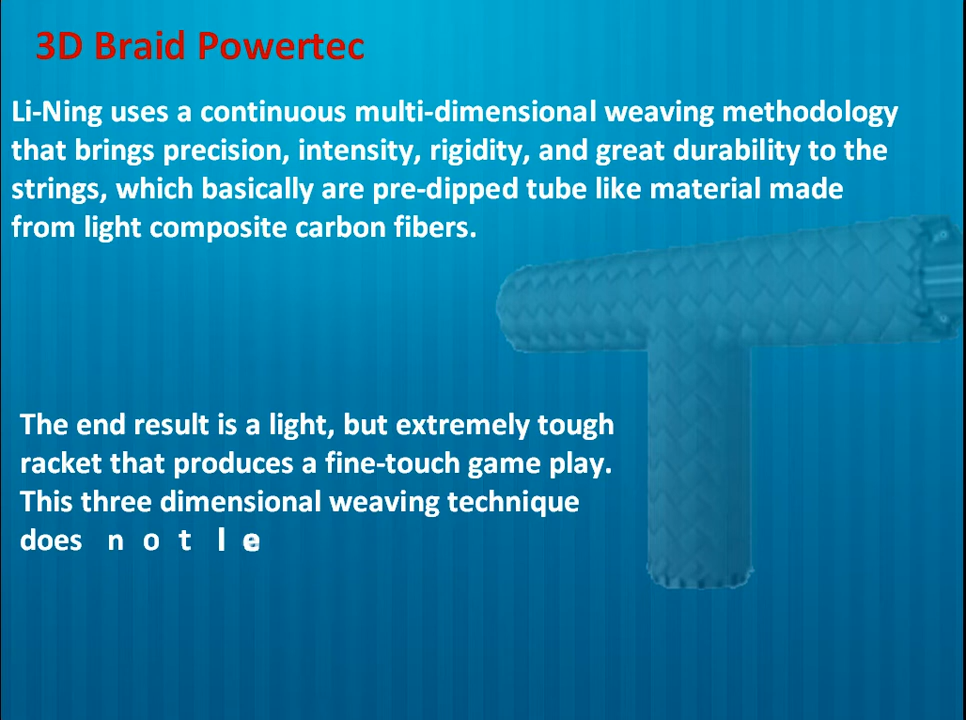 3D Braid Powertec
Li-Ning uses a continuous multi-dimensional weaving methodology
that brings precision, intensity, rigidity, and great durability to the
strings, which basically are pre-dipped tube like material made
from light composite carbon fibers.
The end result is a light, but extremely tough
racket that produces a fine-touch game play.
This three dimensional weaving technique
does n o t l e